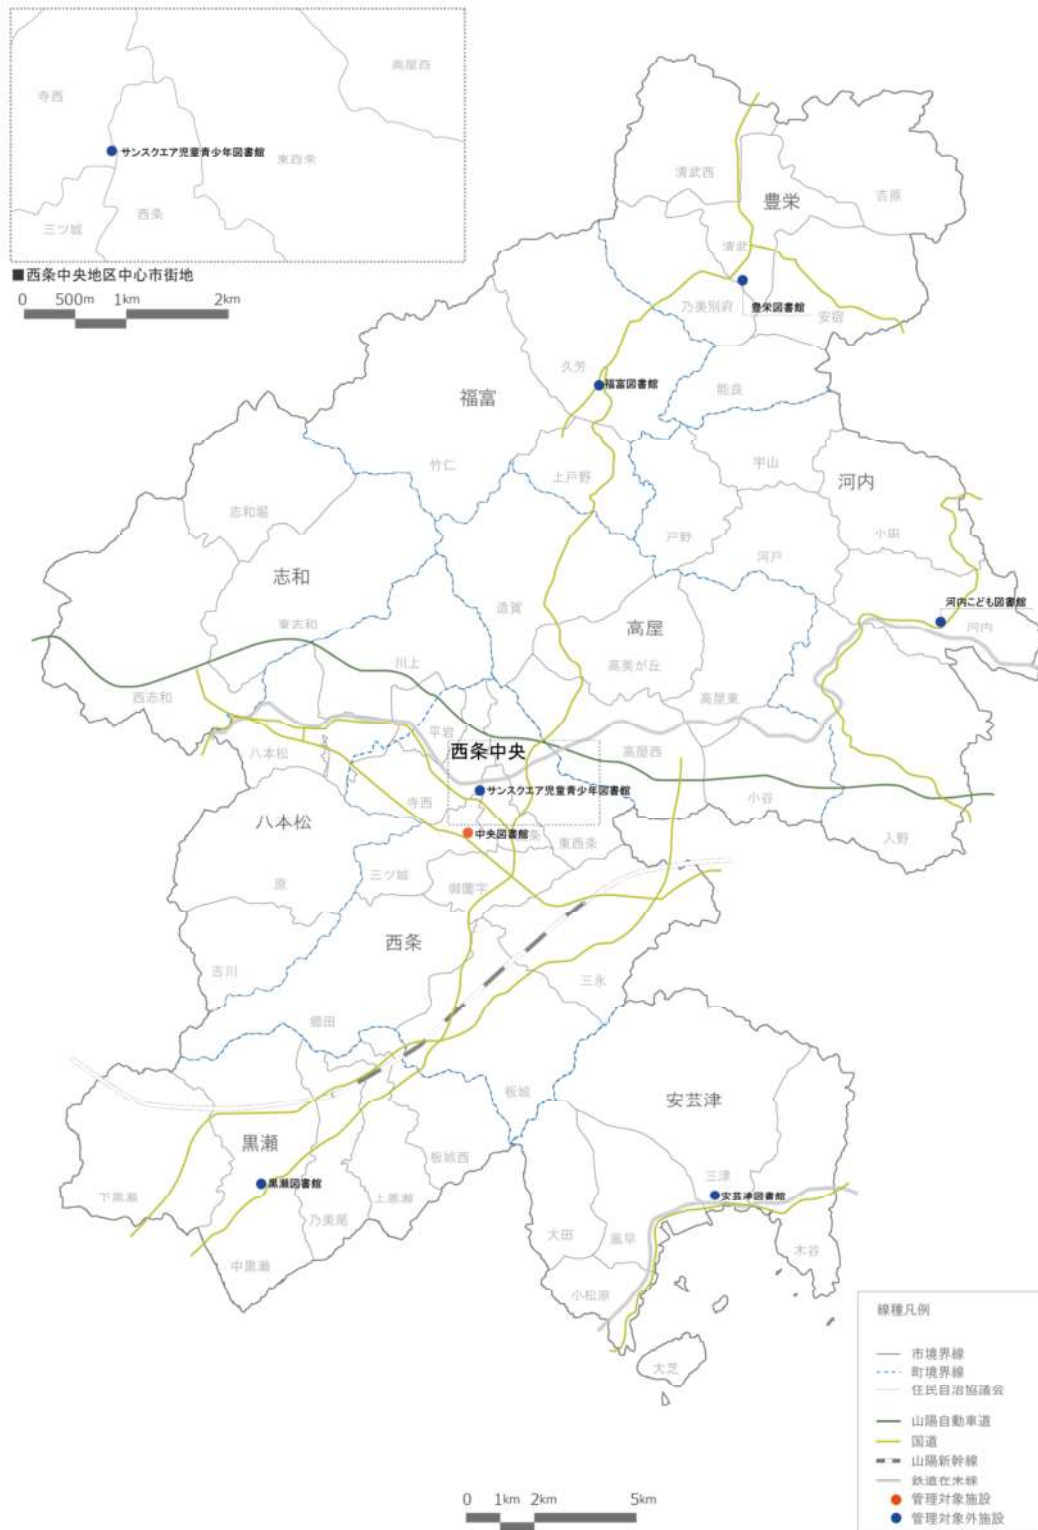 高屋西
寺西
サンスクエア児童青少年図書館
東西条
西条
三ツ城
■西条中央地区中心市街地
0 500m 1km 2km
清武西
豊栄
吉原
清武
乃美別府
豊栄図書館
安宿
久芳
福富図書館
能良
福富
竹仁
上戸野
宇山
河内
志和堀
戸野
河戸
小田
志和
造賀
高屋
河内こども図書館
河内
東志和
川上
高美が丘
西志和
高屋東
平岩
西条中央
高屋西
八本松
サンスクエア児童青少年図書館
小谷
寺西
八本松
中央図書館
条
東西条
入野
原
三ツ城
御薗宇
西条
吉川
三永
郷田
板城
安芸津
黒瀬
板城西
三津
下黒瀬
黒瀬図書館
上黒瀬
安芸津図書館
乃美尾
大田
風早
木谷
中黒瀬
小松原
大芝
線種凡例
市境界線
町境界線
住民自治協議会
山陽自動車道
国道
山陽新幹線
鉄道在来線
管理対象施設
管理対象外施設
0 1km 2km 5km